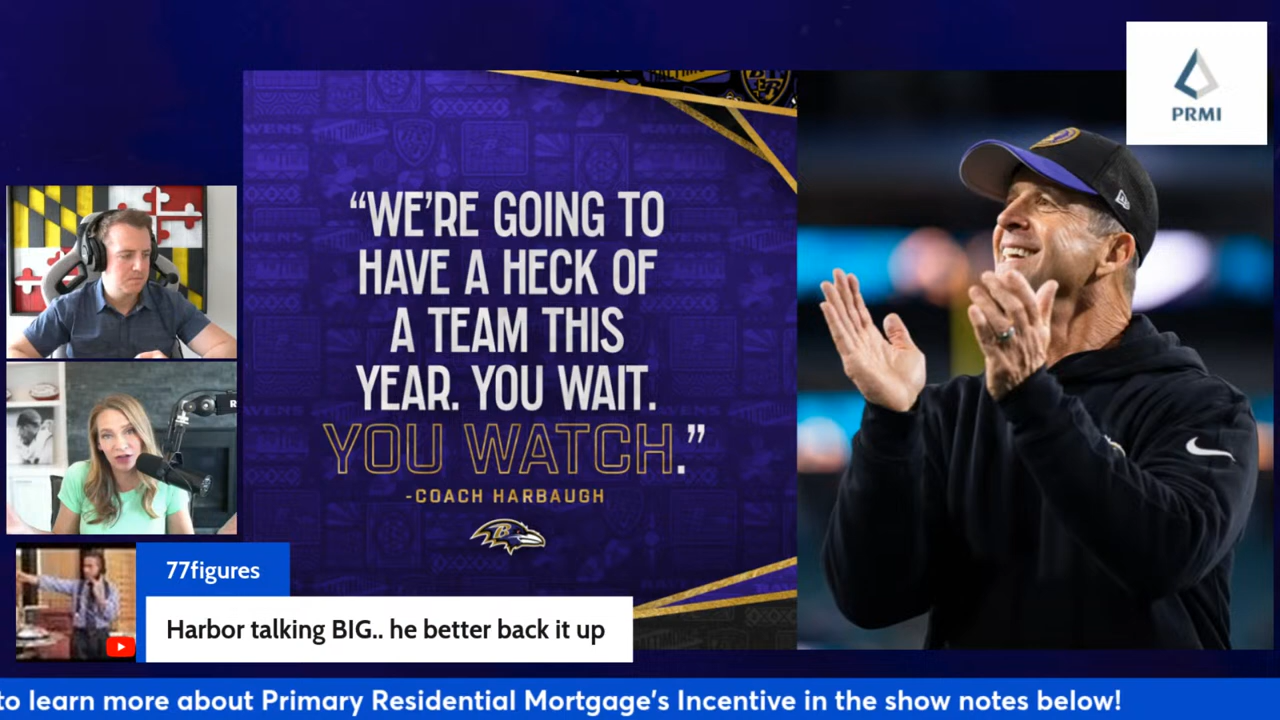 PRMI
“WE’RE GOING TO
HAVE A HECK OF
A TEAM THIS
YEAR. YOU WAIT.
YOU WATCH.”
-COACH HARBAUGH
77figures
Harbor talking BIG.. he better back it up
to learn more about Primary Residential Mortgage's Incentive in the show notes below!